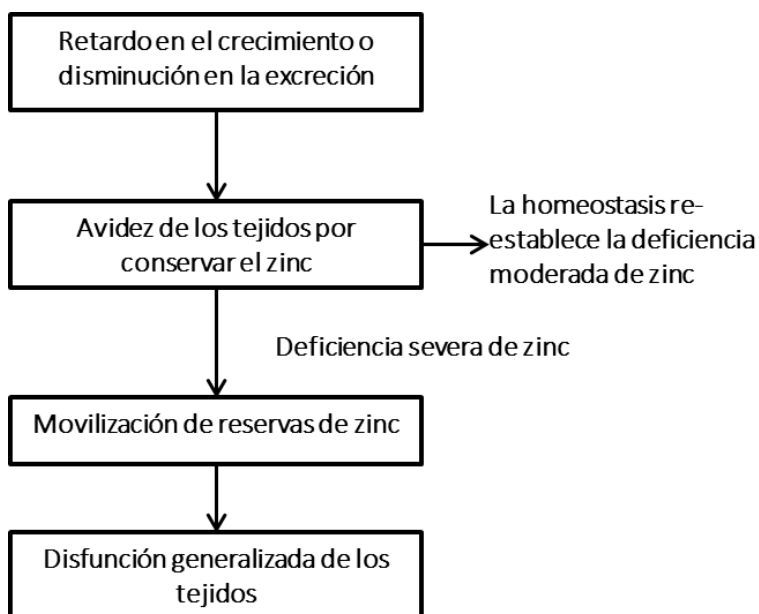 Retardo en el crecimiento o
disminución en la excreción
Avidez de los tejidos por
conservar el zinc
La homeostasis re-
establece la deficiencia
moderada de zinc
Deficiencia severa de zinc
Movilización de reservas de zinc
Disfunción generalizada de los
tejidos